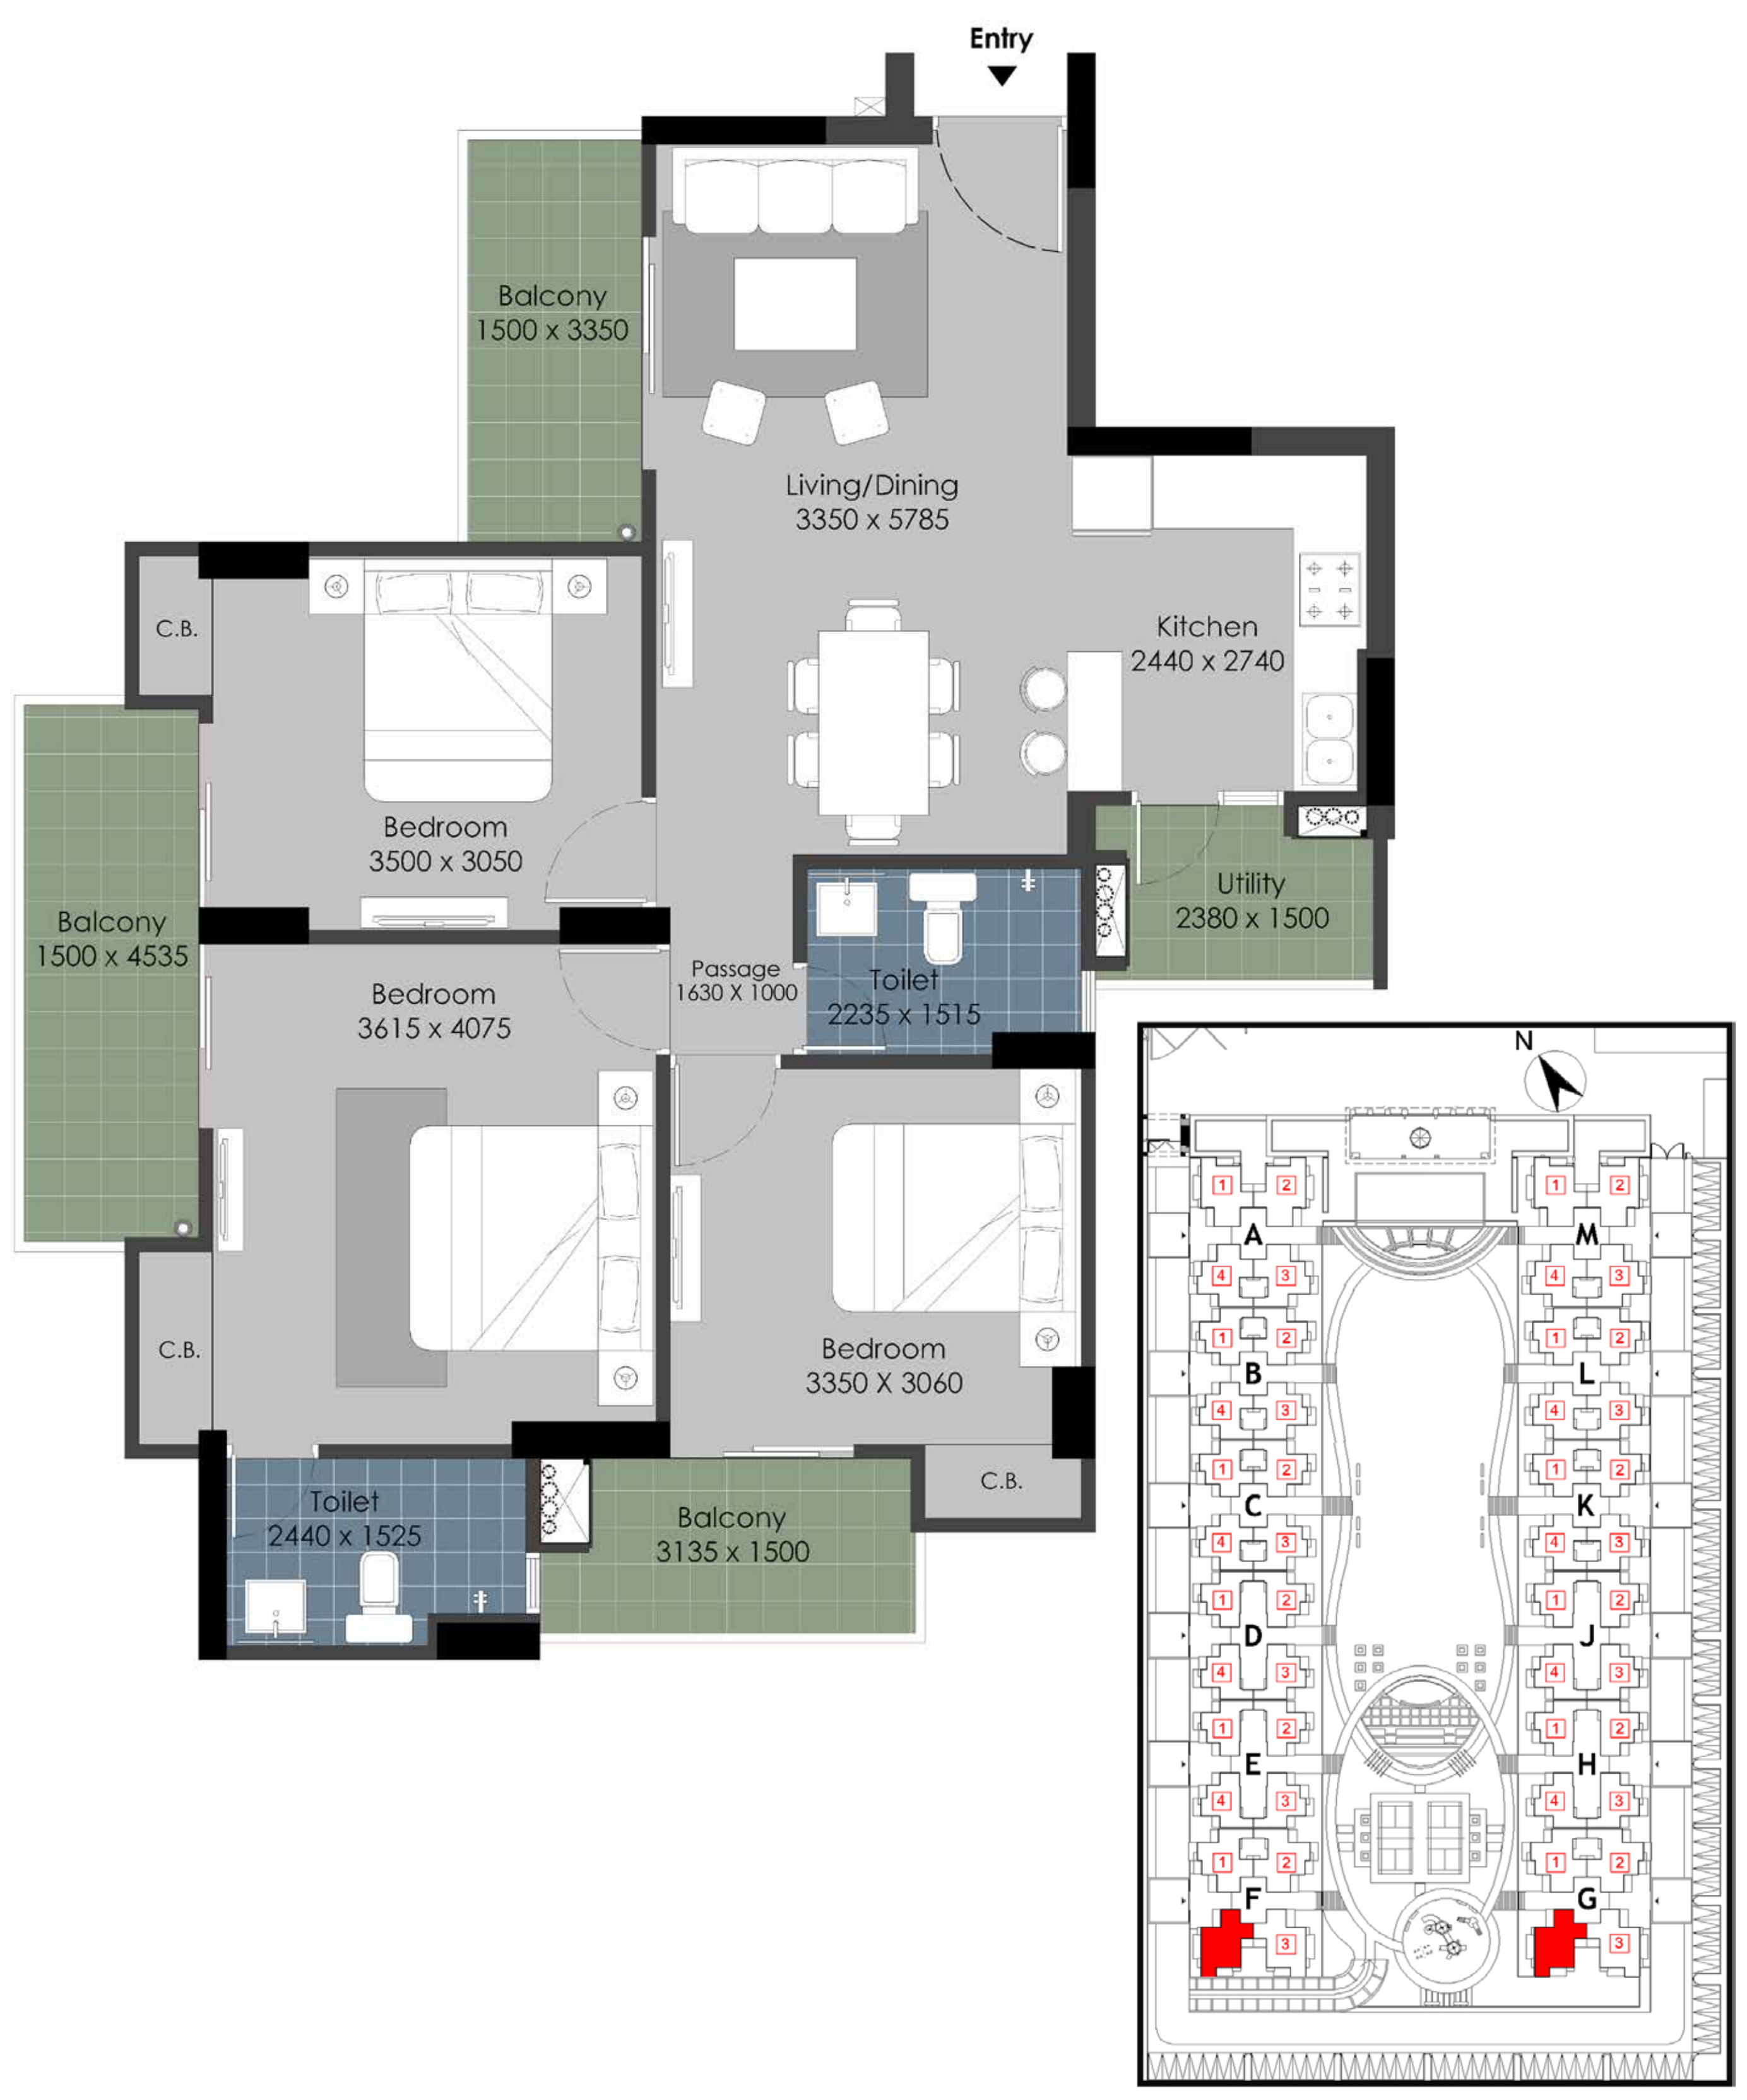 Entry
Balcony
1500 x 3350
Living/Dining
3350 x 5785
C.B.
Kitchen
2440 x 2740
Bedroom
3500 x 3050
Utility
2380 x 1500
Balcony
1500 x 4535
Passage
1630 X 1000
Toilet
2235 x 1515
Bedroom
3615 x 4075
C.B.
Bedroom
3350 X 3060
C.B.
Toilet
2440 x 1525
Balcony
3135 x 1500
N
1 2 1 2
A M
4 3 4 3
1 2 1 2
B L
4 3 4 3
1 2 1 2
C K
4 3 4 3
1 2 1 2
D J
4 3 4 3
1 2 1 2
E H
4 3 4 3
1 2 1 2
F G
3 3